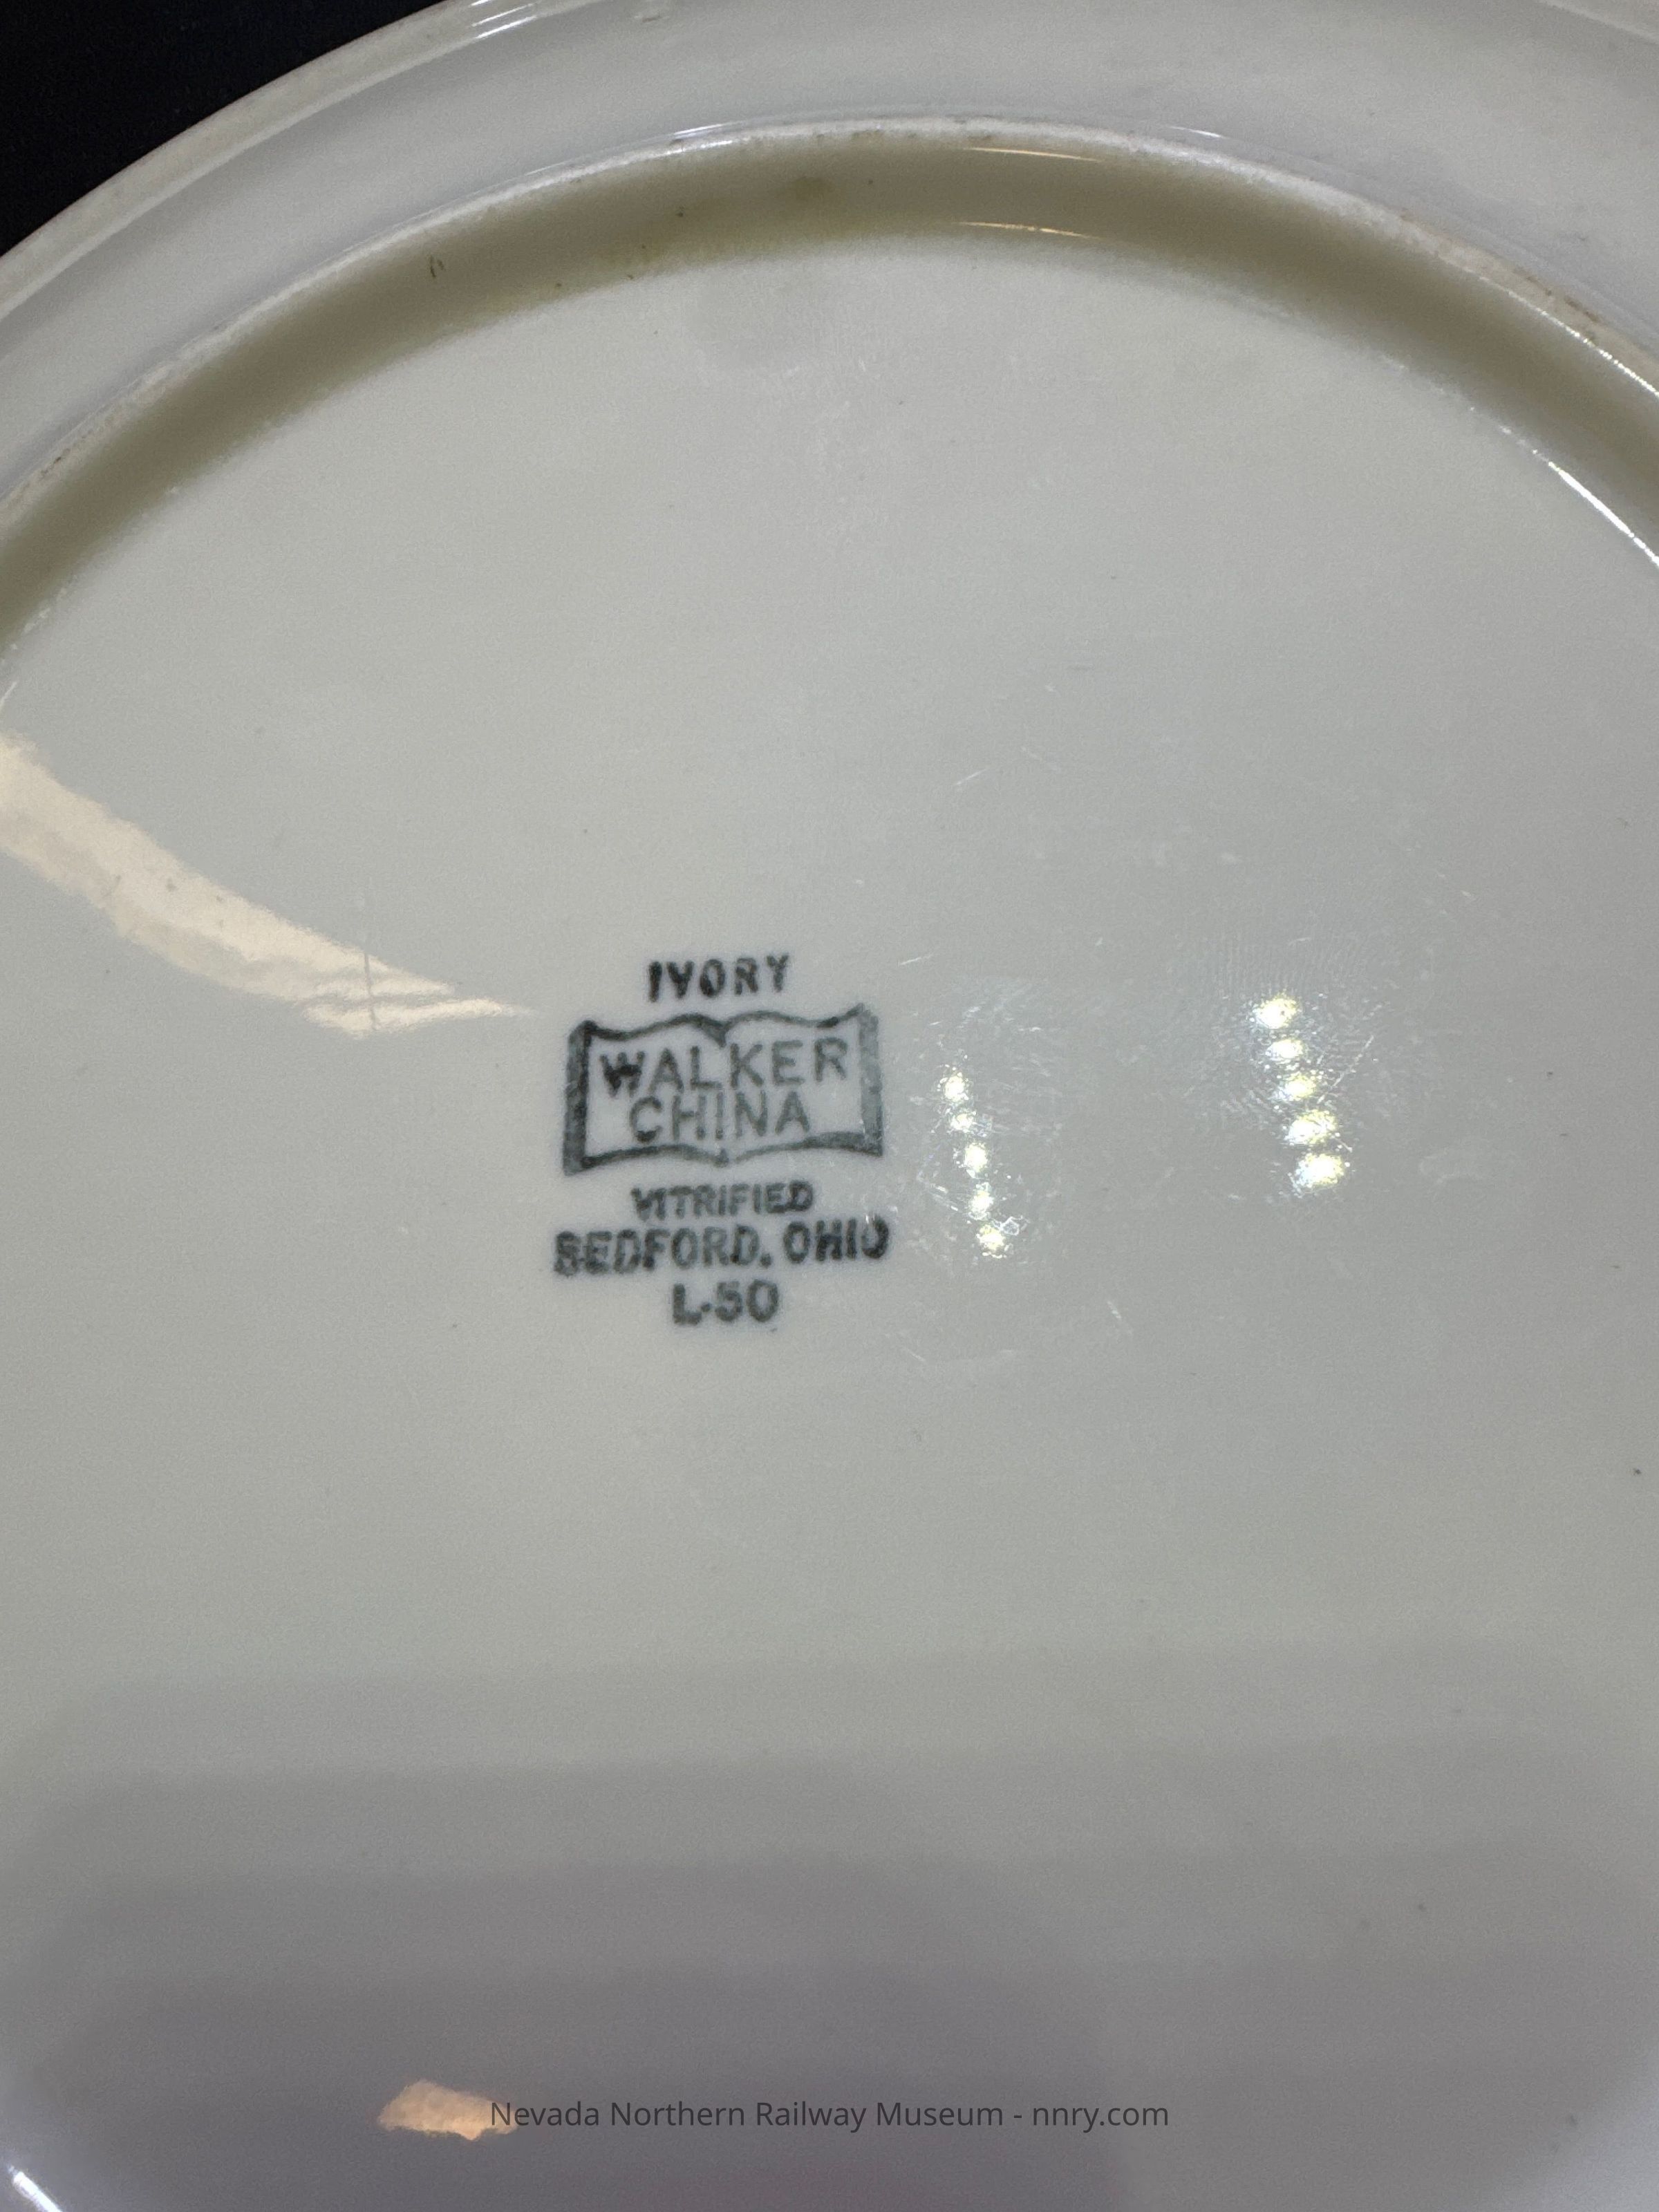 IVORY
WALKER
CHINA
VITRIFIED
BEDFORD, OHIO
L-50
Nevada Northern Railway Museum - nnry.com